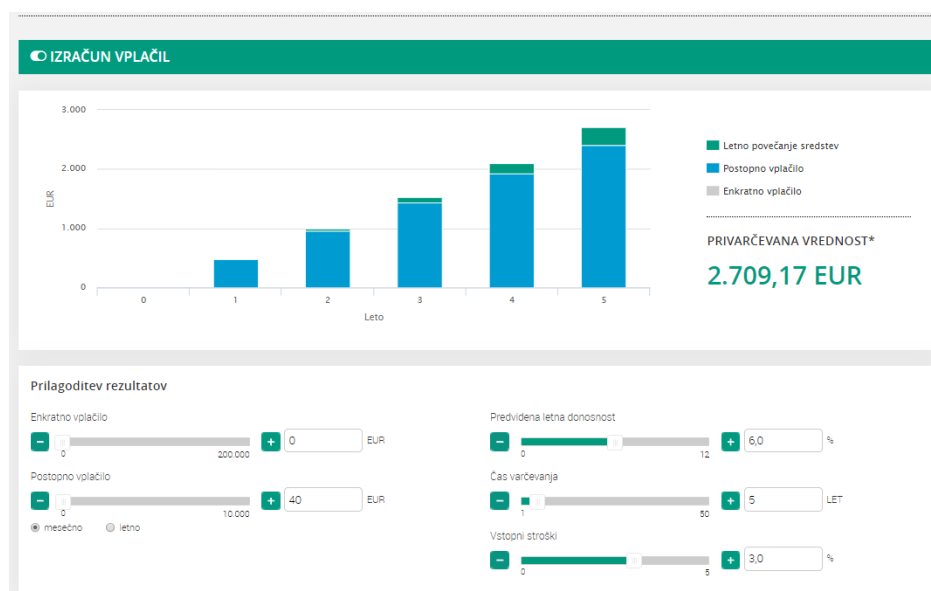 IZRAČUN VPLAČIL
3.000
2.000
1.000
0
EUR
0 1 2 3 4 5
Leto
Letno povečanje sredstev
Postopno vplačilo
Enkratno vplačilo
PRIVARČEVANA VREDNOST*
2.709,17 EUR
Prilagoditev rezultatov
Enkratno vplačilo
- + 0 EUR
0 200.000
Postopno vplačilo
- + 40 EUR
0 10.000
mesečno letno
Predvidena letna donosnost
- + 6,0 %
0 12
Čas varčevanja
- + 5 LET
1 50
Vstopni stroški
- + 3,0 %
0 5